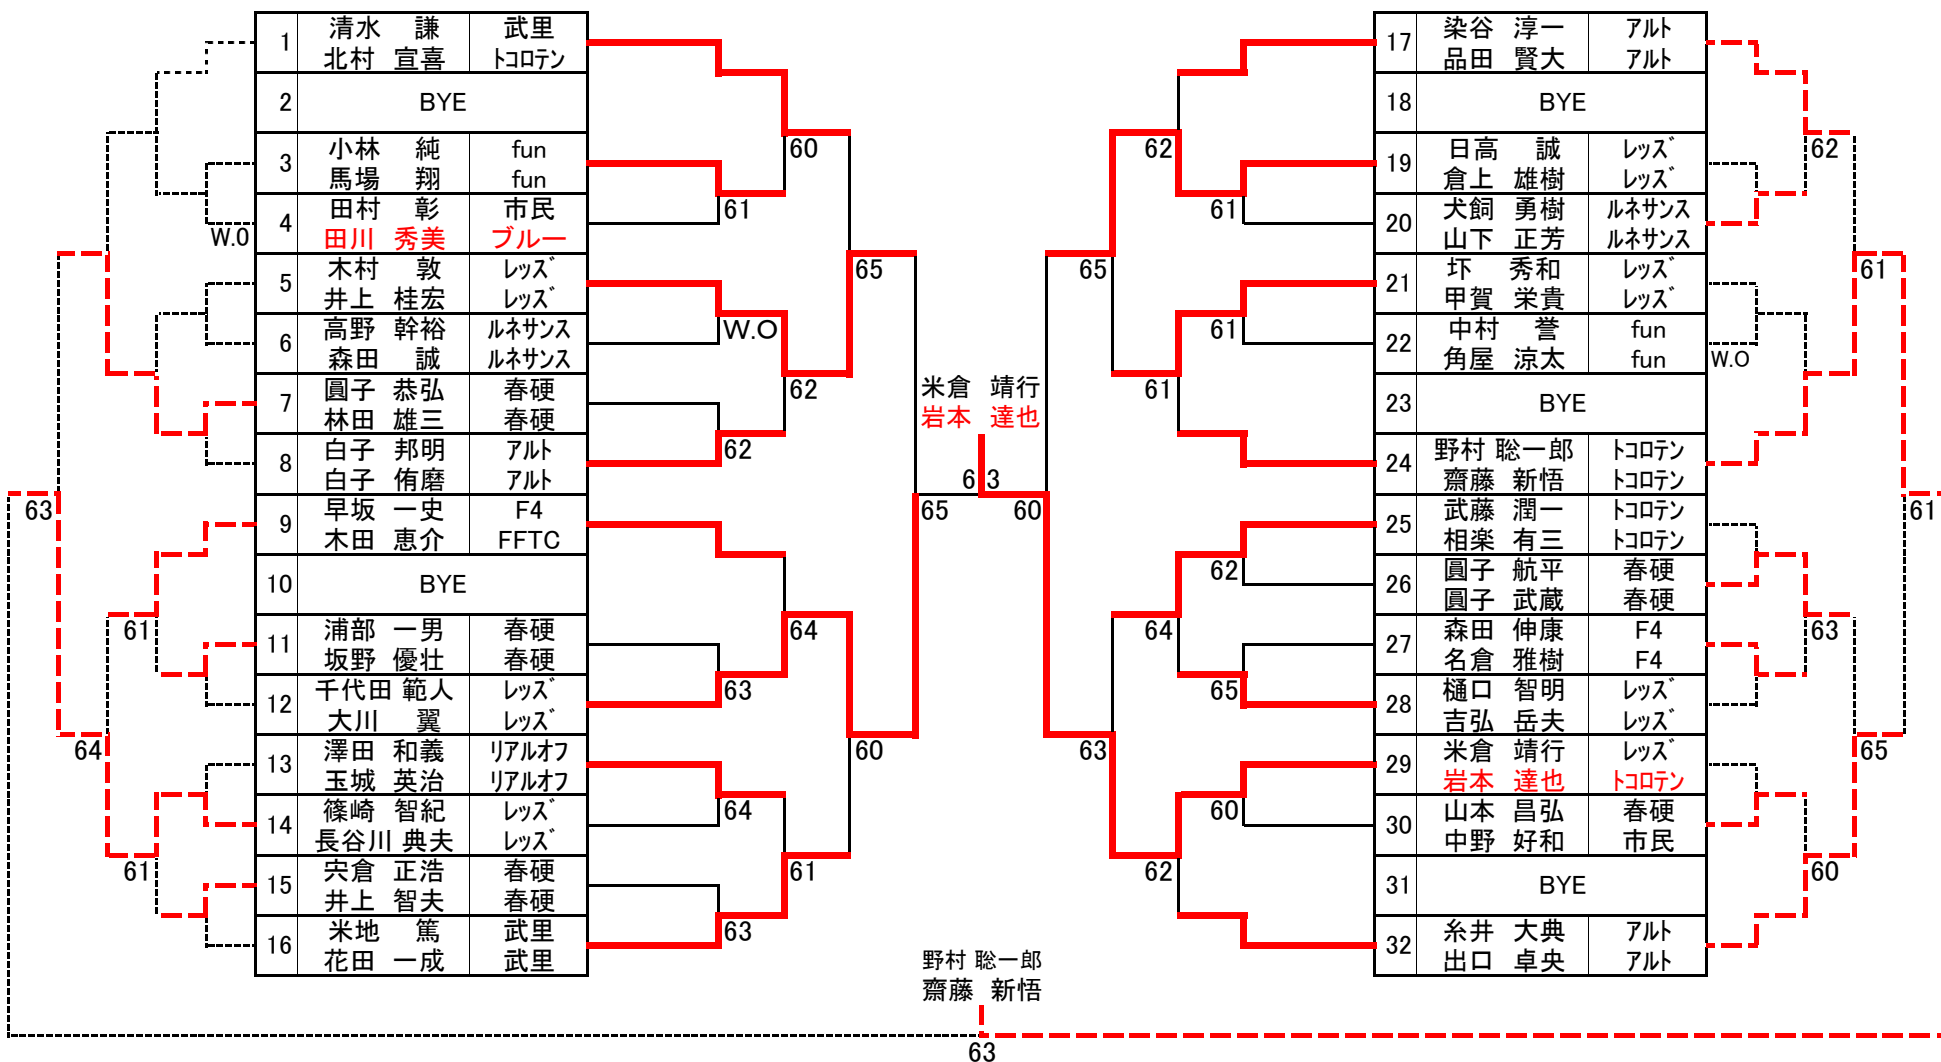 1 清水 謙 武里
北村 宣喜 トコロテン
2 BYE
3 小林 純 fun
馬場 翔 fun
60
4 田村 彰 市民
W.O 田川 秀美 ブルー
61
5 木村 敦 レッズ
井上 桂宏 レッズ
65
6 高野 幹裕 ルネサンス
森田 誠 ルネサンス
W.O
7 圓子 恭弘 春硬
林田 雄三 春硬
62
8 白子 邦明 アルト
白子 侑磨 アルト
62
63
9 早坂 一史 F4
木田 恵介 FFTC
65
10 BYE
61
11 浦部 一男 春硬
坂野 優壮 春硬
64
12 千代田 範人 レッズ
大川 翼 レッズ
63
64
13 澤田 和義 リアルオフ
玉城 英治 リアルオフ
60
14 篠崎 智紀 レッズ
長谷川 典夫 レッズ
64
61
15 宍倉 正浩 春硬
井上 智夫 春硬
61
16 米地 篤 武里
花田 一成 武里
63
米倉 靖行
岩本 達也
6 3
17 染谷 淳一 アルト
品田 賢大 アルト
18 BYE
62
19 日高 誠 レッズ
倉上 雄樹 レッズ
62
61
20 犬飼 勇樹 ルネサンス
山下 正芳 ルネサンス
65
21 圷 秀和 レッズ
甲賀 栄貴 レッズ
61
61
22 中村 誉 fun
角屋 涼太 fun
W.O
61
23 BYE
24 野村 聡一郎 トコロテン
齋藤 新悟 トコロテン
60
25 武藤 潤一 トコロテン
相楽 有三 トコロテン
61
62
26 圓子 航平 春硬
圓子 武蔵 春硬
64
27 森田 伸康 F4
名倉 雅樹 F4
63
65
28 樋口 智明 レッズ
吉弘 岳夫 レッズ
63
29 米倉 靖行 レッズ
岩本 達也 トコロテン
65
60
30 山本 昌弘 春硬
中野 好和 市民
62
31 BYE
60
32 糸井 大典 アルト
出口 卓央 アルト
野村 聡一郎
齋藤 新悟
63